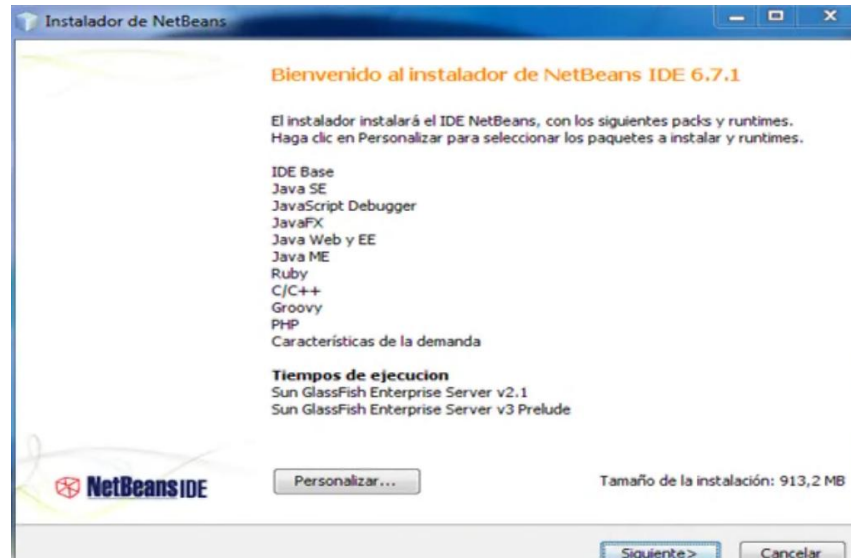 Instalador de NetBeans
Bienvenido al instalador de NetBeans IDE 6.7.1
El instalador instalará el IDE NetBeans, con los siguientes packs y runtimes.
Haga clic en Personalizar para seleccionar los paquetes a instalar y runtimes.
IDE Base
Java SE
JavaScript Debugger
JavaFX
Java Web y EE
Java ME
Ruby
C/C++
Groovy
PHP
Características de la demanda
Tiempos de ejecucion
Sun GlassFish Enterprise Server v2.1
Sun GlassFish Enterprise Server v3 Prelude
NetBeans IDE
Personalizar...
Tamaño de la instalación: 913,2 MB
Siguiente>
Cancelar